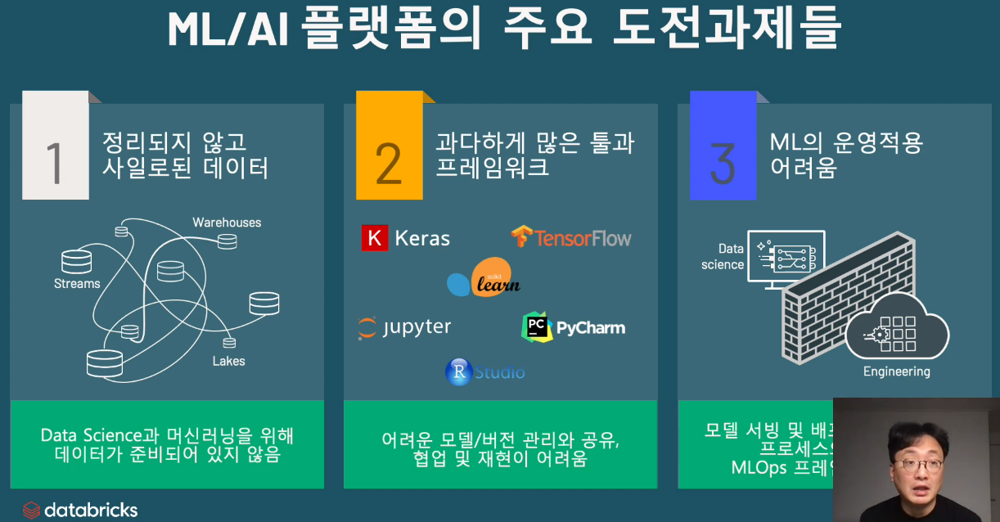 ML/AI 플랫폼의 주요 도전과제들
1
정리되지 않고
사일로된 데이터
Warehouses
Streams
Lakes
Data Science과 머신러닝을 위해
데이터가 준비되어 있지 않음
2
과다하게 많은 툴과
프레임워크
K Keras
TensorFlow
scikit
learn
jupyter
PC PyCharm
R Studio
어려운 모델/버전 관리와 공유,
협업 및 재현이 어려움
3
ML의 운영적용
어려움
Data
science
Engineering
모델 서빙 및
프로세스
MLOps
databricks